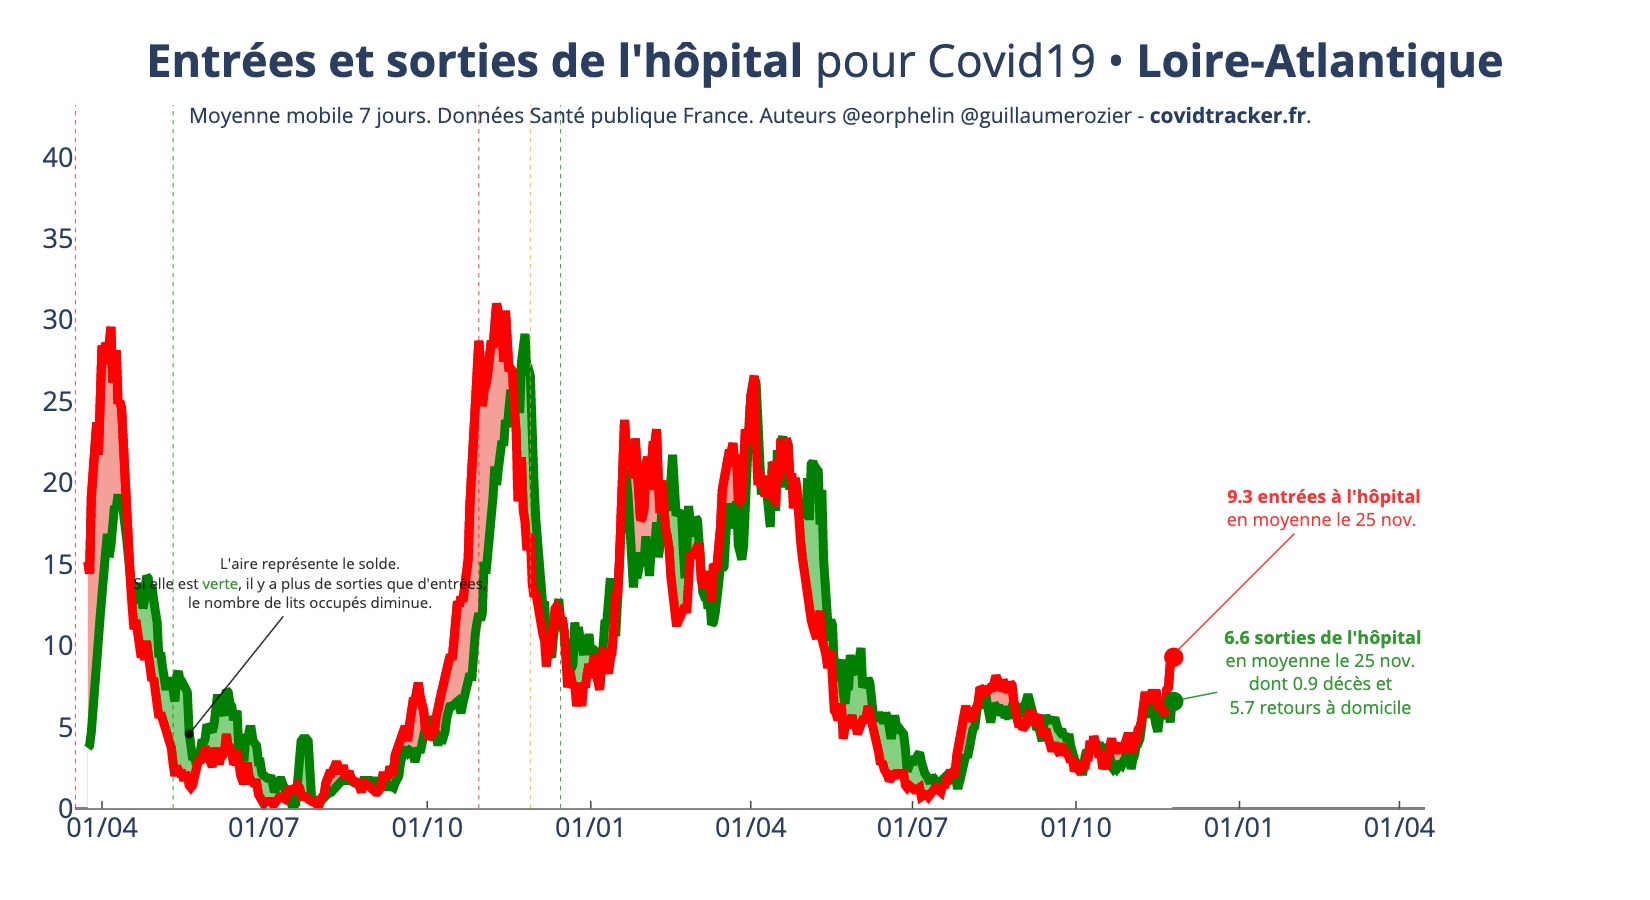 Entrées et sorties de l'hôpital pour Covid19 • Loire-Atlantique
Moyenne mobile 7 jours. Données Santé publique France. Auteurs @eorphelin @guillaumerozier - covidtracker.fr.
40
35
30
25
20
15
10
5
0
L'aire représente le solde.
Si elle est verte, il y a plus de sorties que d'entrées,
le nombre de lits occupés diminue.
9.3 entrées à l'hôpital
en moyenne le 25 nov.
6.6 sorties de l'hôpital
en moyenne le 25 nov.
dont 0.9 décès et
5.7 retours à domicile
01/04 01/07 01/10 01/01 01/04 01/07 01/10 01/01 01/04